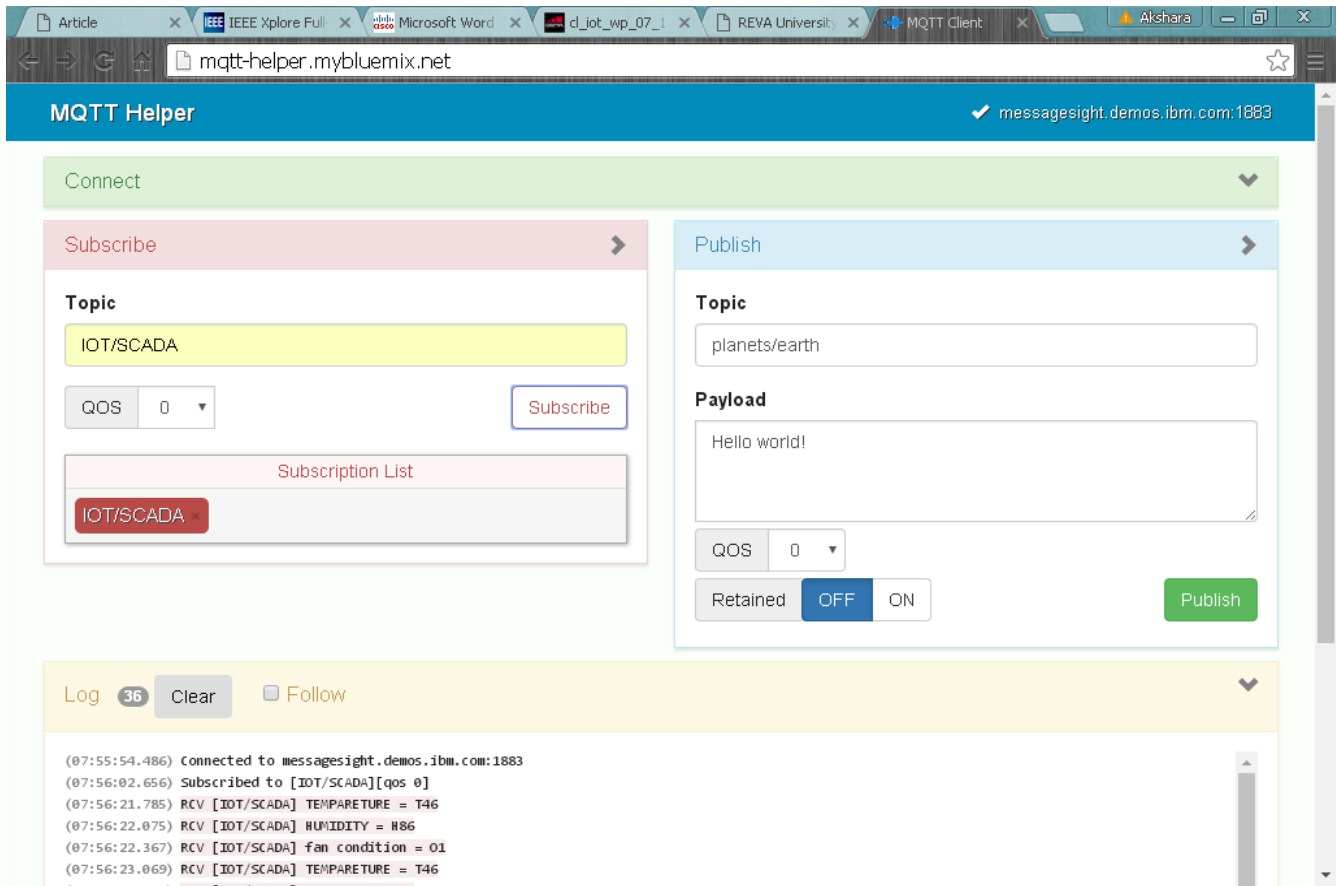 Article
IEEE IEEE Xplore Full
cisco Microsoft Word
cl_iot_wp_07_1
REVA University
MQTT Client
Akshara
mqtt-helper.mybluemix.net
MQTT Helper
messagesight.demos.ibm.com:1883
Connect
Subscribe
Topic
IOT/SCADA
QOS 0
Subscribe
Subscription List
IOT/SCADA
Publish
Topic
planets/earth
Payload
Hello world!
QOS 0
Retained OFF ON
Publish
Log 36 Clear Follow
(07:55:54.486) Connected to messagesight.demos.ibm.com:1883
(07:56:02.656) Subscribed to [IOT/SCADA][qos 0]
(07:56:21.785) RCV [IOT/SCADA] TEMPARETURE = T46
(07:56:22.075) RCV [IOT/SCADA] HUMIDITY = H86
(07:56:22.367) RCV [IOT/SCADA] fan condition = O1
(07:56:23.069) RCV [IOT/SCADA] TEMPARETURE = T46